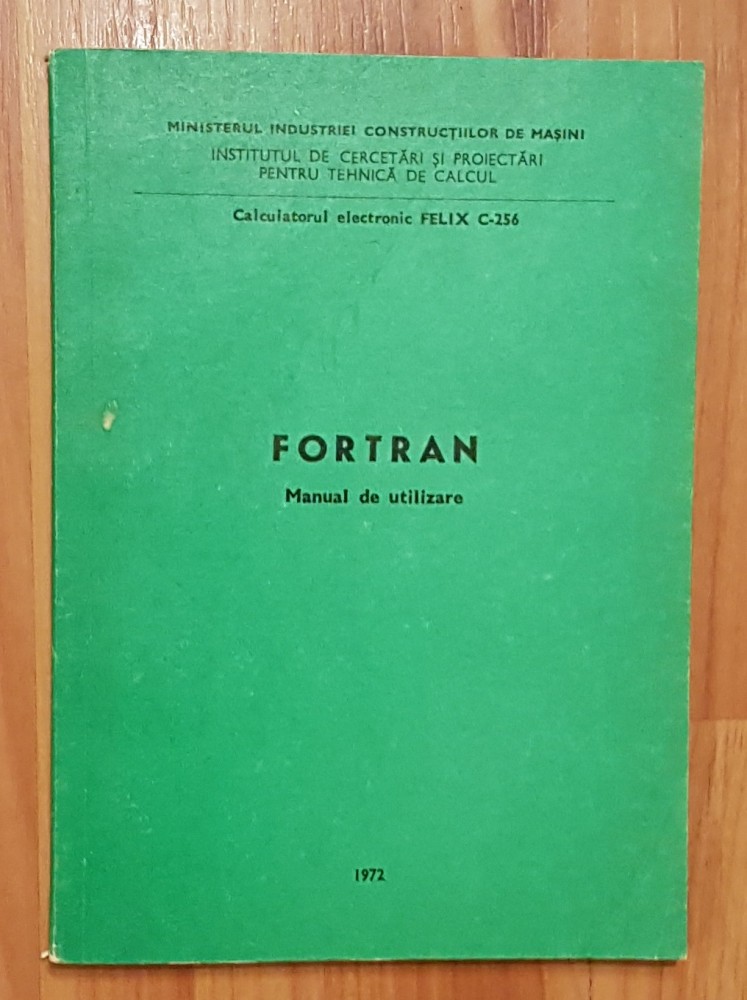 MINISTERUL INDUSTRIEI CONSTRUCȚIILOR DE MAȘINI
INSTITUTUL DE CERCETĂRI ȘI PROIECTĂRI
PENTRU TEHNICĂ DE CALCUL
Calculatorul electronic FELIX C-256
FORTRAN
Manual de utilizare
1972